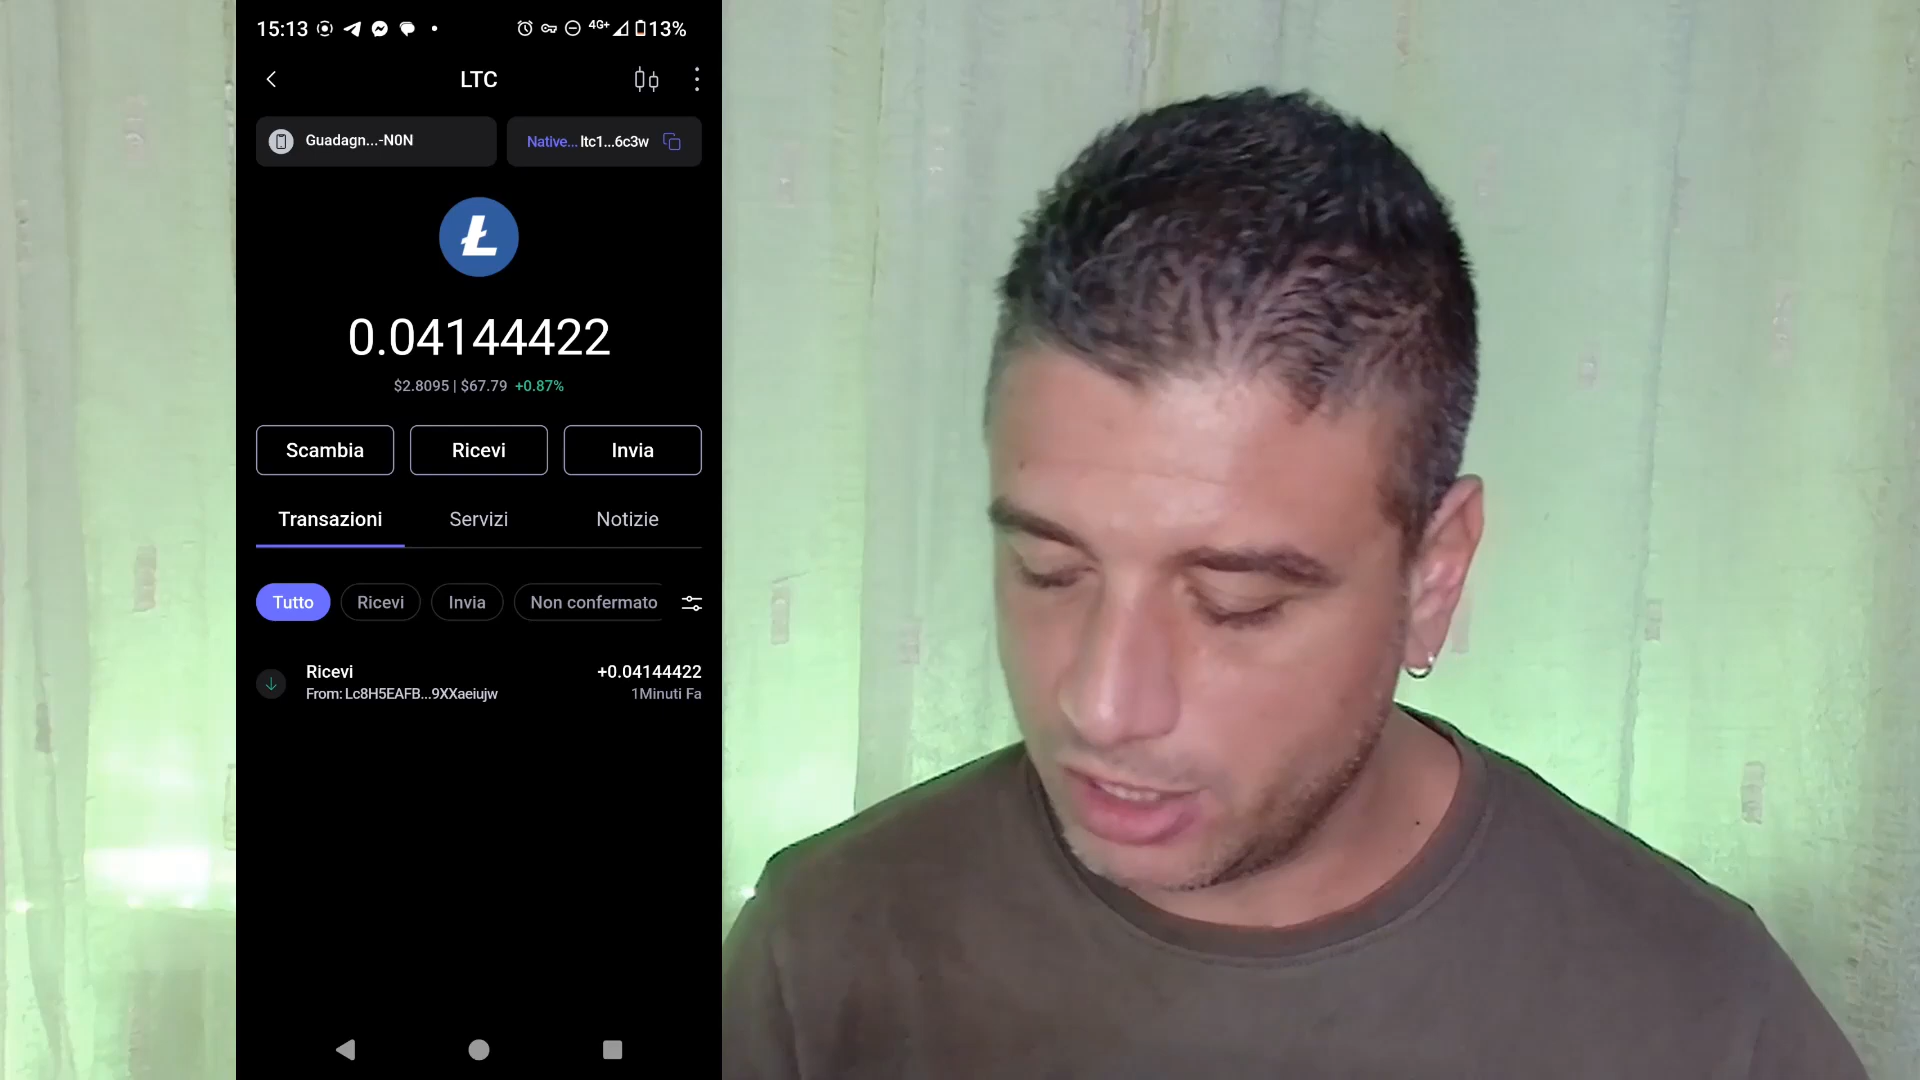 15:13 4G+ 13%
LTC
Guadagn...-N0N
Native... ltc1...6c3w
0.04144422
$2.8095 | $67.79 +0.87%
Scambia Ricevi Invia
Transazioni Servizi Notizie
Tutto Ricevi Invia Non confermato
Ricevi +0.04144422
From: Lc8H5EAFB...9XXaeiujw 1Minuti Fa